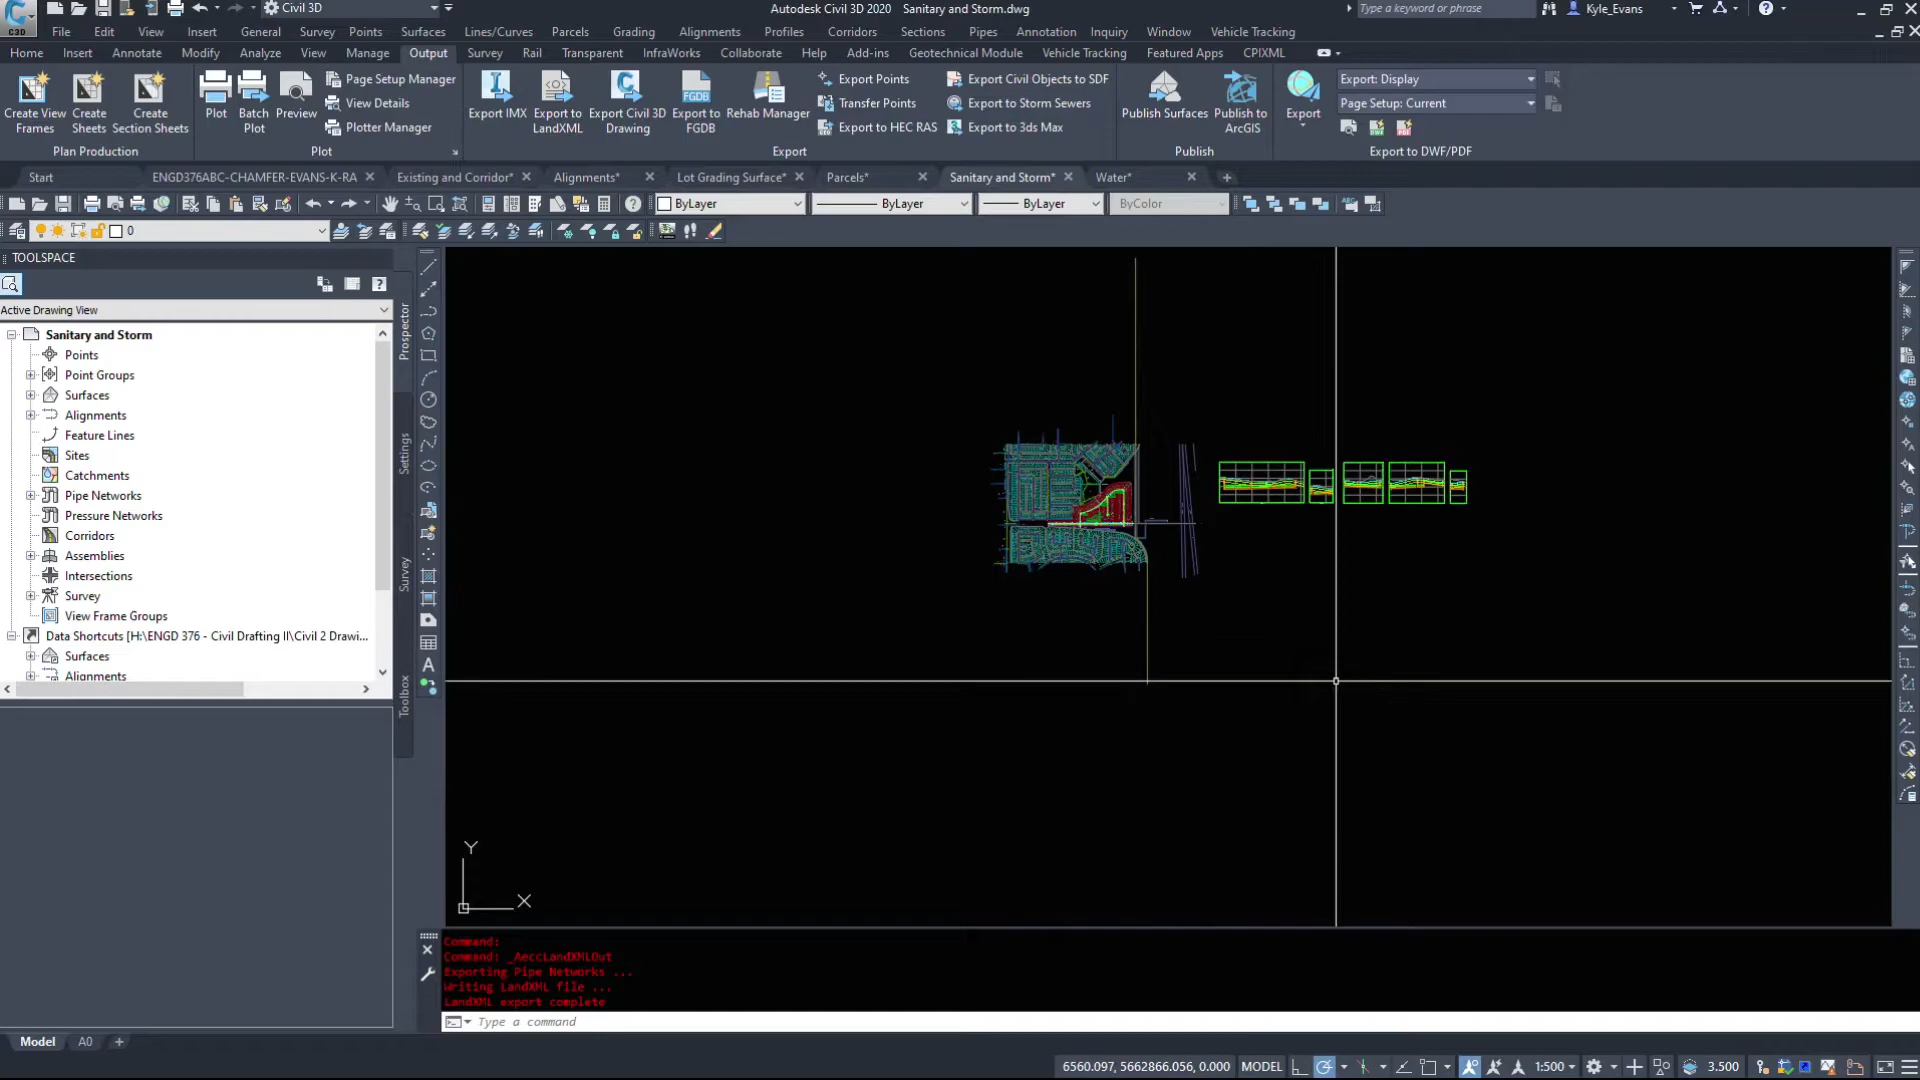 Civil 3D
Autodesk Civil 3D 2020 Sanitary and Storm.dwg
Type a keyword or phrase
Kyle_Evans
C3D
File Edit View Insert General Survey Points Surfaces Lines/Curves Parcels Grading Alignments Profiles Corridors Sections Pipes Annotation Inquiry Window Vehicle Tracking
Home Insert Annotate Modify Analyze View Manage Output Survey Rail Transparent InfraWorks Collaborate Help Add-ins Geotechnical Module Vehicle Tracking Featured Apps CPIXML
Create View Frames
Create Sheets
Create Section Sheets
Plan Production
Plot
Batch Plot
Preview
Page Setup Manager
View Details
Plotter Manager
Plot
Export IMX
Export to LandXML
Export Civil 3D Drawing
FGDB
Export to FGDB
Rehab Manager
Export Points
Transfer Points
Export to HEC RAS
Export Civil Objects to SDF
Export to Storm Sewers
Export to 3ds Max
Export
Publish Surfaces
Publish to ArcGIS
Publish
Export
Export: Display
Page Setup: Current
Export to DWF/PDF
Start
ENGD376ABC-CHAMFER-EVANS-K-RA
Existing and Corridor*
Alignments*
Lot Grading Surface*
Parcels*
Sanitary and Storm*
Water*
ByLayer
ByLayer
ByLayer
ByColor
0
TOOLSPACE
Active Drawing View
Sanitary and Storm
Points
Point Groups
Surfaces
Alignments
Feature Lines
Sites
Catchments
Pipe Networks
Pressure Networks
Corridors
Assemblies
Intersections
Survey
View Frame Groups
Data Shortcuts [H:\ENGD 376 - Civil Drafting II\Civil 2 Drawi...
Surfaces
Alignments
Prospector
Settings
Survey
Toolbox
Y
X
Command:
Command: _AeccLandXMLOut
Exporting Pipe Networks ...
Writing LandXML file ...
LandXML export complete
Type a command
Model
A0
6560.097, 5662866.056, 0.000 MODEL
1:500
3.500